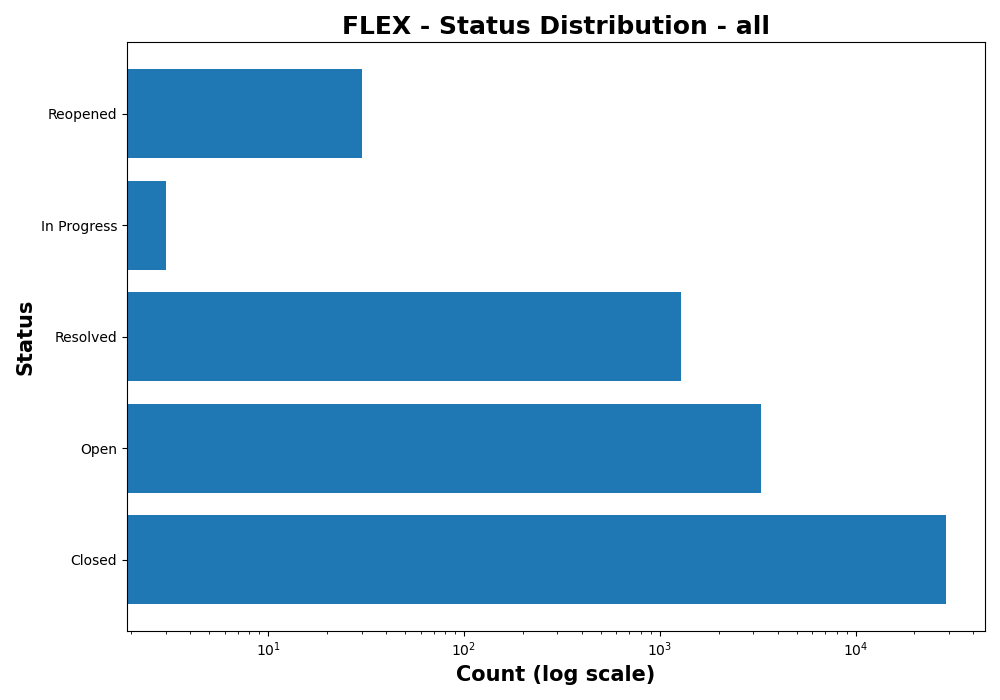 FLEX - Status Distribution - all
Reopened
In Progress
Resolved
Open
Closed
Status
10¹
10²
10³
10⁴
Count (log scale)